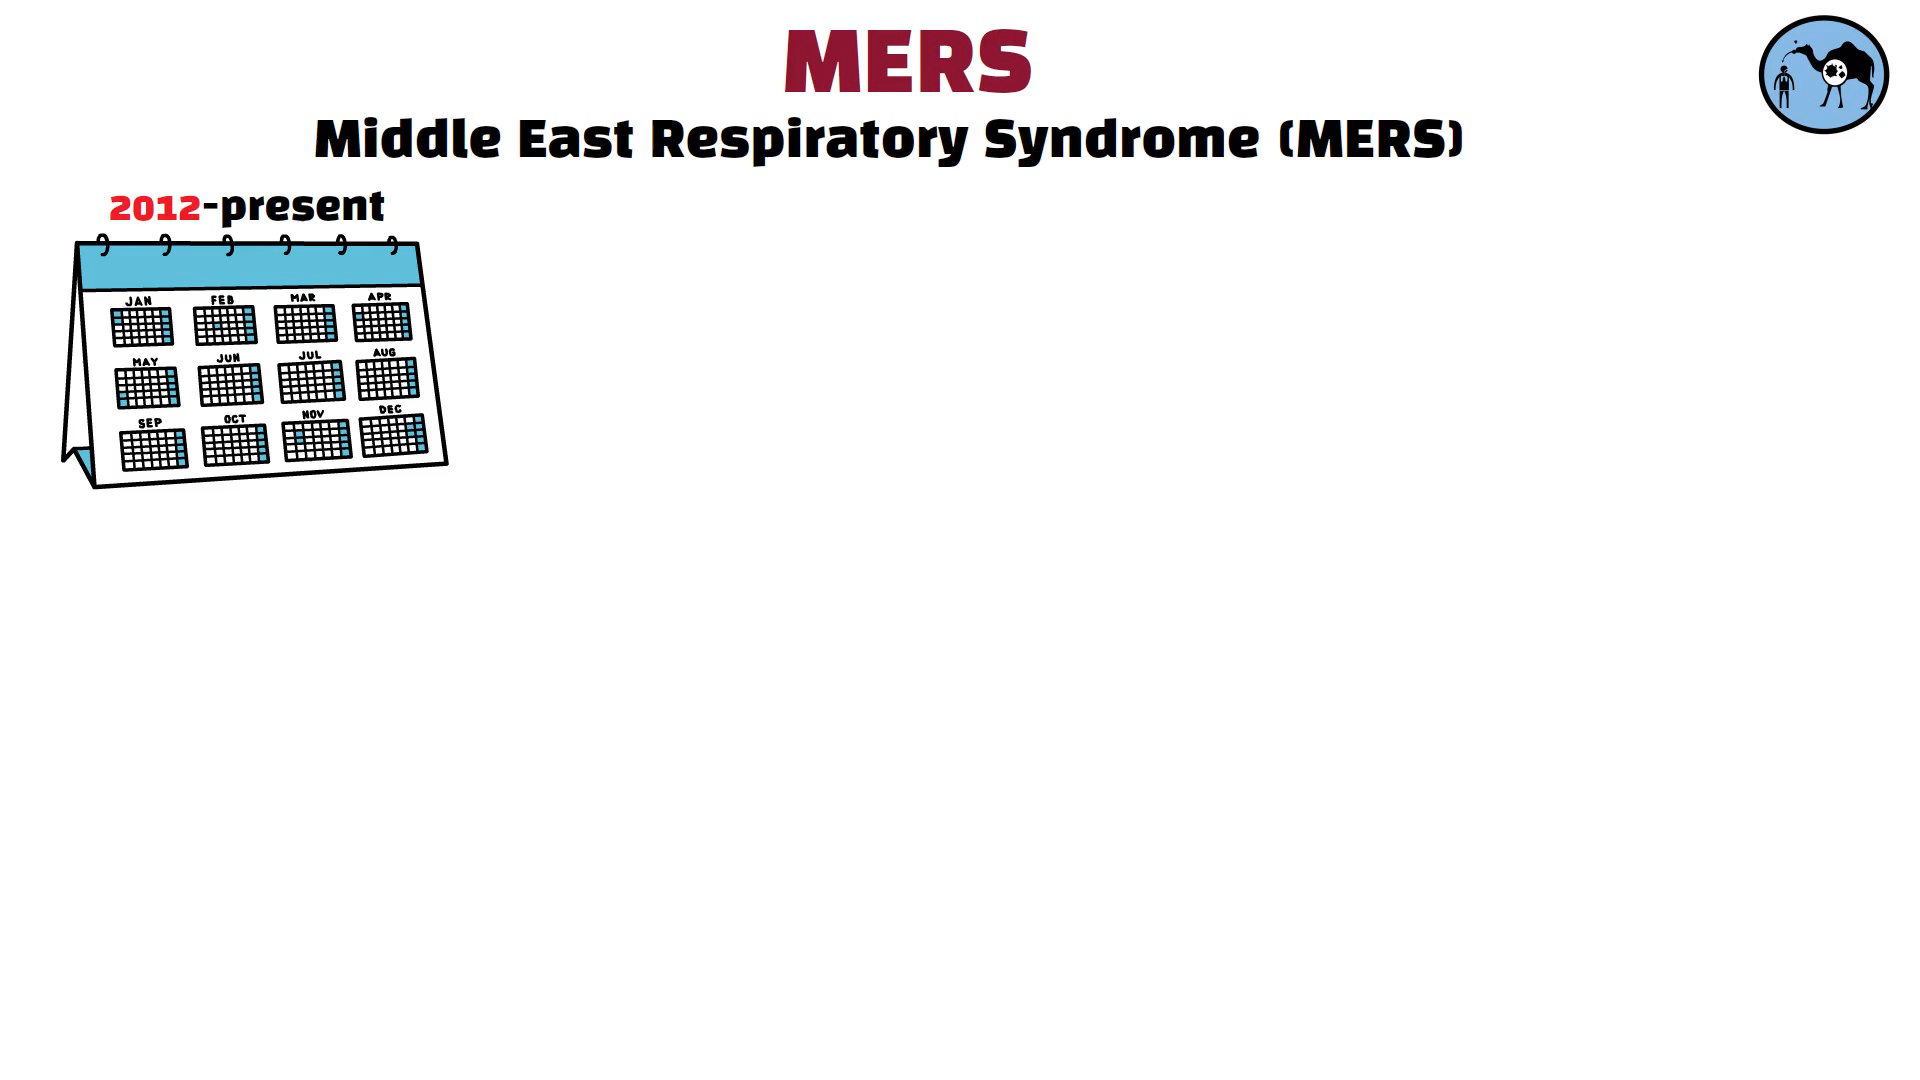 MERS
Middle East Respiratory Syndrome (MERS)
2012-present
JAN FEB MAR APR
MAY JUN JUL AUG
SEP OCT NOV DEC